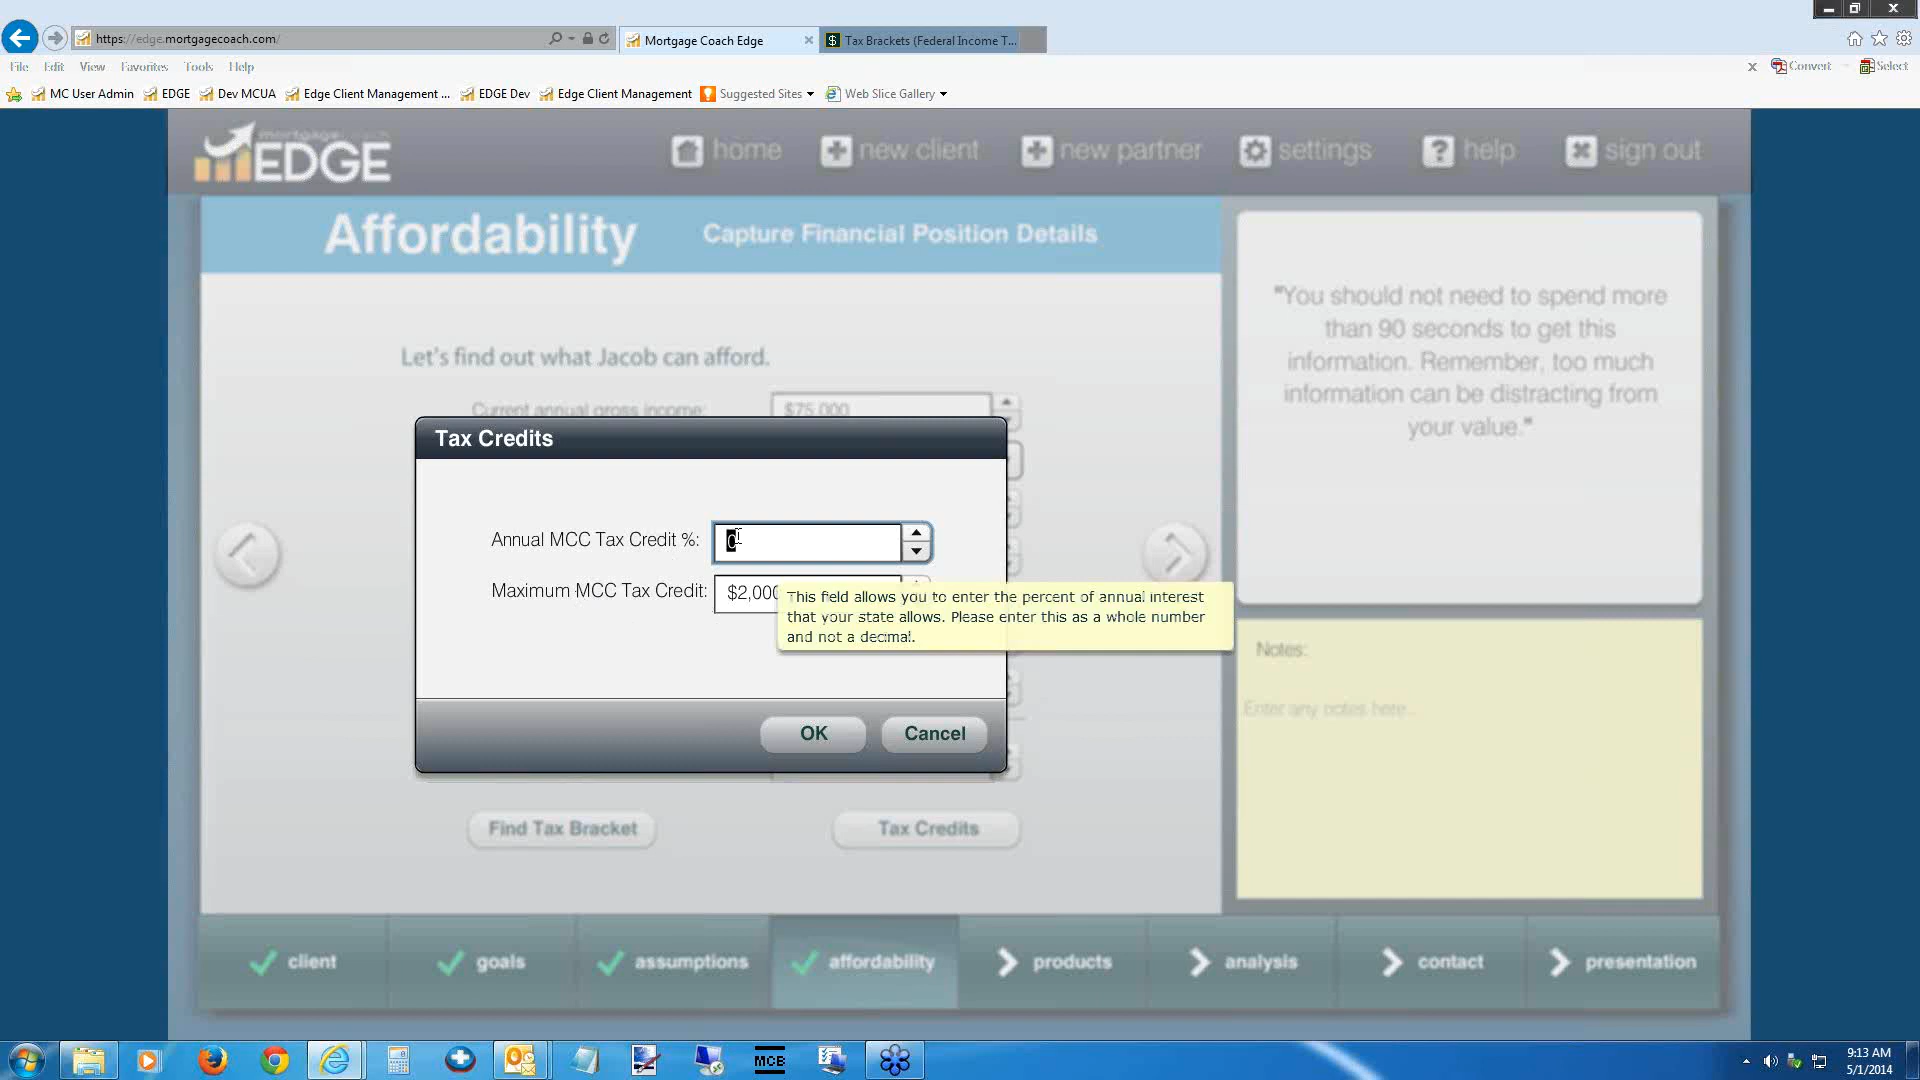 https://edge.mortgagecoach.com/
Mortgage Coach Edge
Tax Brackets (Federal Income T...
File Edit View Favorites Tools Help
Convert Select
MC User Admin EDGE Dev MCUA Edge Client Management ... EDGE Dev Edge Client Management Suggested Sites Web Slice Gallery
mortgagecoach
EDGE
home new client new partner settings help sign out
Affordability Capture Financial Position Details
"You should not need to spend more
than 90 seconds to get this
information. Remember, too much
information can be distracting from
your value."
Let's find out what Jacob can afford.
Current annual gross income: $75,000
Tax Credits
Annual MCC Tax Credit %: 0
Maximum MCC Tax Credit: $2,000
This field allows you to enter the percent of annual interest
that your state allows. Please enter this as a whole number
and not a decimal.
OK Cancel
Notes:
Enter any notes here...
Find Tax Bracket Tax Credits
client goals assumptions affordability products analysis contact presentation
MCB
9:13 AM
5/1/2014